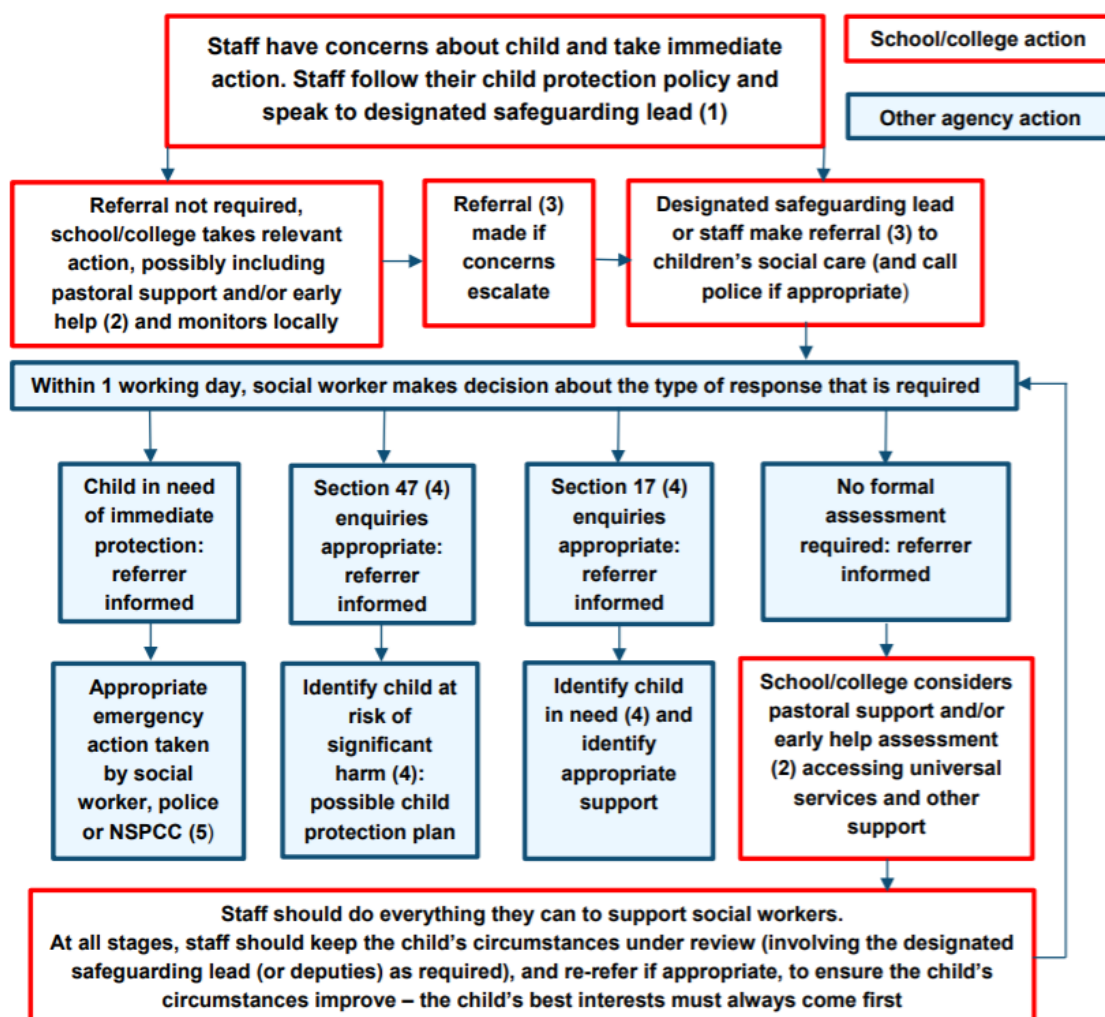 Staff have concerns about child and take immediate
action. Staff follow their child protection policy and
speak to designated safeguarding lead (1)
School/college action
Other agency action
Referral not required,
school/college takes relevant
action, possibly including
pastoral support and/or early
help (2) and monitors locally
Referral (3)
made if
concerns
escalate
Designated safeguarding lead
or staff make referral (3) to
children’s social care (and call
police if appropriate)
Within 1 working day, social worker makes decision about the type of response that is required
Child in need
of immediate
protection:
referrer
informed
Section 47 (4)
enquiries
appropriate:
referrer
informed
Section 17 (4)
enquiries
appropriate:
referrer
informed
No formal
assessment
required: referrer
informed
Appropriate
emergency
action taken
by social
worker, police
or NSPCC (5)
Identify child at
risk of
significant
harm (4):
possible child
protection plan
Identify child
in need (4) and
identify
appropriate
support
School/college considers
pastoral support and/or
early help assessment
(2) accessing universal
services and other
support
Staff should do everything they can to support social workers.
At all stages, staff should keep the child’s circumstances under review (involving the designated
safeguarding lead (or deputies) as required), and re-refer if appropriate, to ensure the child’s
circumstances improve – the child’s best interests must always come first